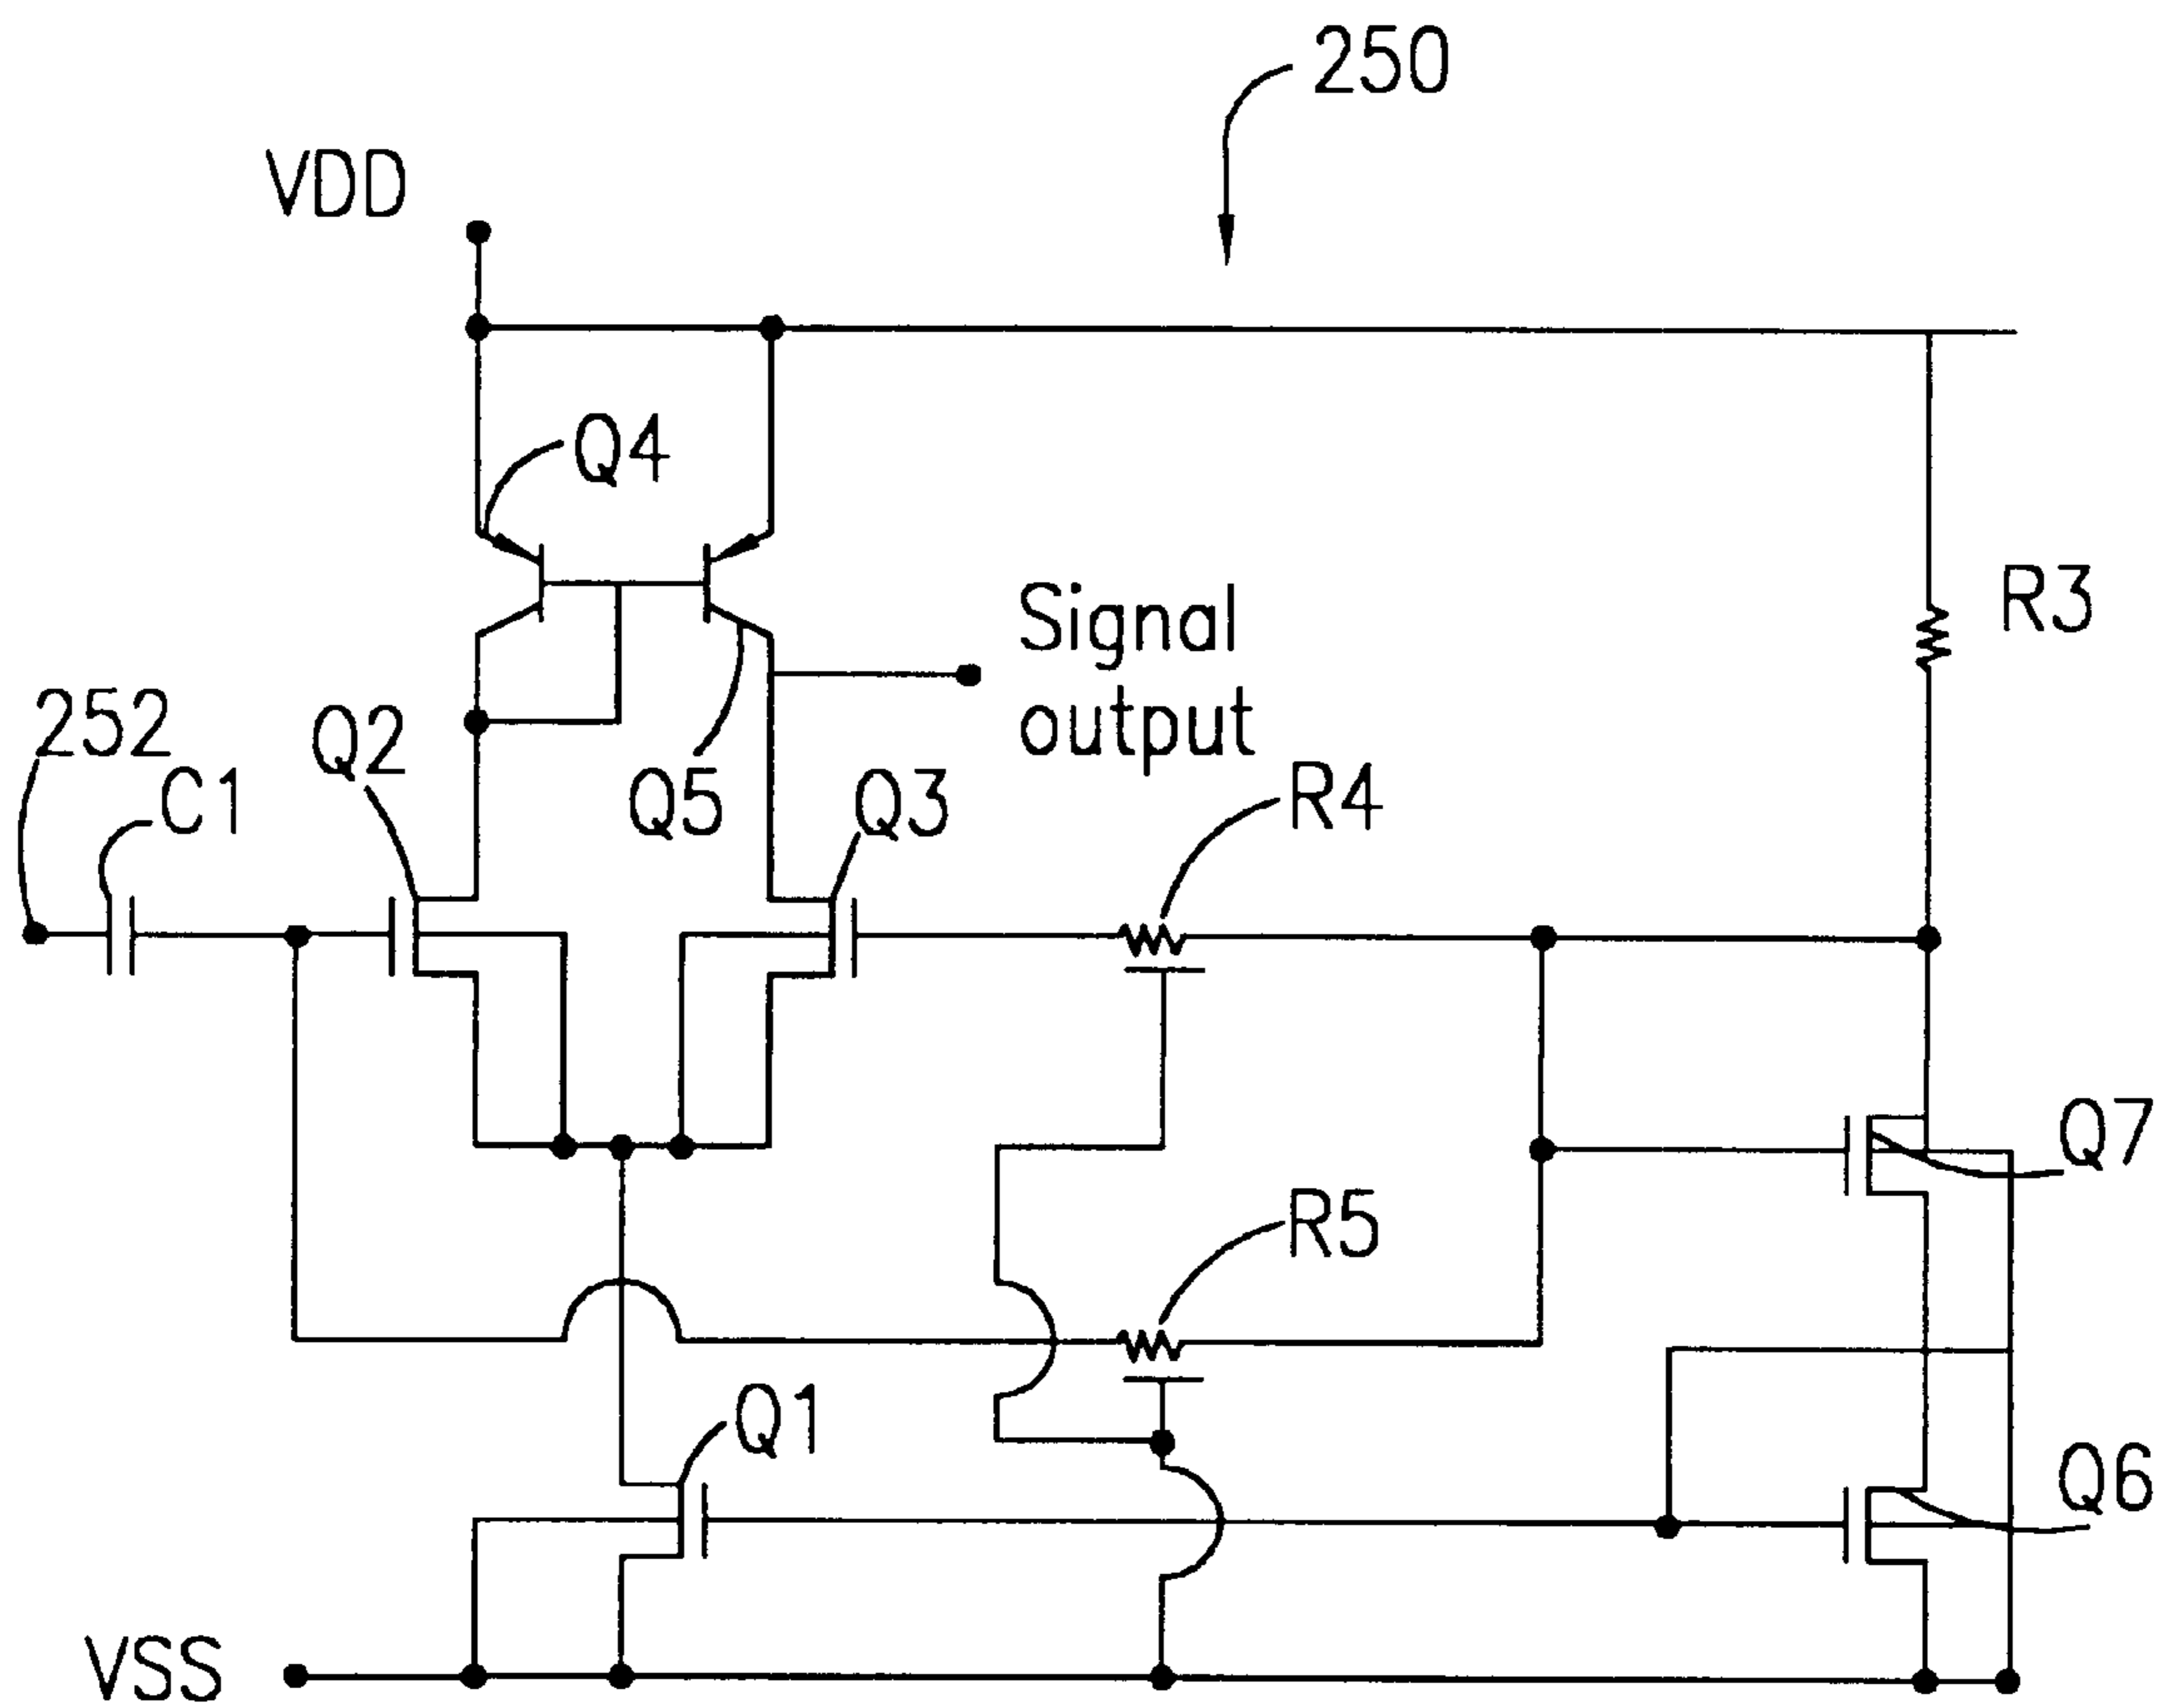 250
VDD
Q4
Signal
output
R3
252
C1
Q2
Q5
Q3
R4
Q7
R5
Q1
Q6
VSS